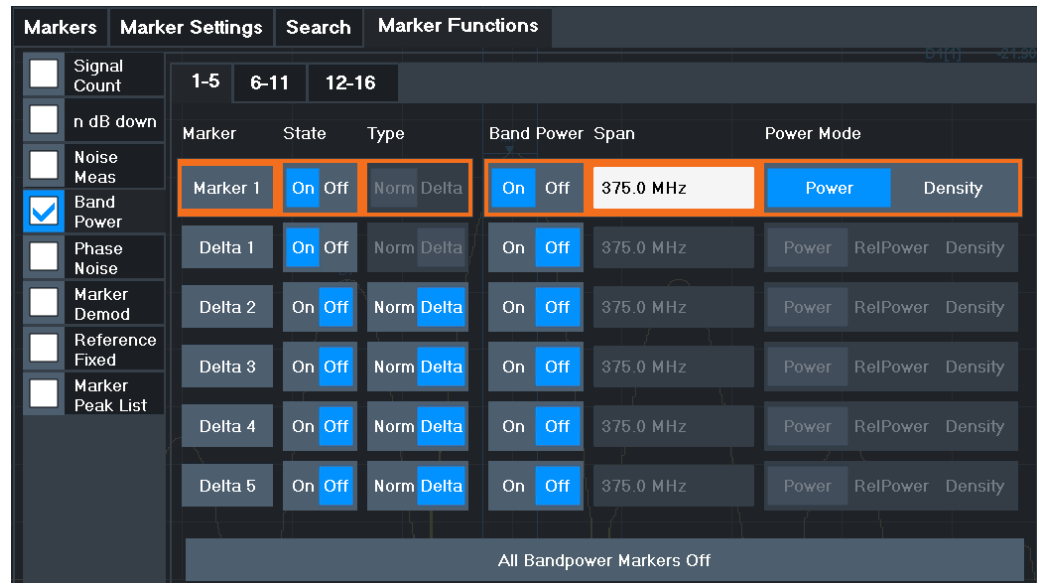 Markers Marker Settings Search Marker Functions
D1[1] -21.90
Signal
Count
n dB down
Noise
Meas
Band
Power
Phase
Noise
Marker
Demod
Reference
Fixed
Marker
Peak List
1-5 6-11 12-16
Marker State Type Band Power Span Power Mode
Marker 1 On Off Norm Delta On Off 375.0 MHz Power Density
Delta 1 On Off Norm Delta On Off 375.0 MHz Power RelPower Density
Delta 2 On Off Norm Delta On Off 375.0 MHz Power RelPower Density
Delta 3 On Off Norm Delta On Off 375.0 MHz Power RelPower Density
Delta 4 On Off Norm Delta On Off 375.0 MHz Power RelPower Density
Delta 5 On Off Norm Delta On Off 375.0 MHz Power RelPower Density
All Bandpower Markers Off